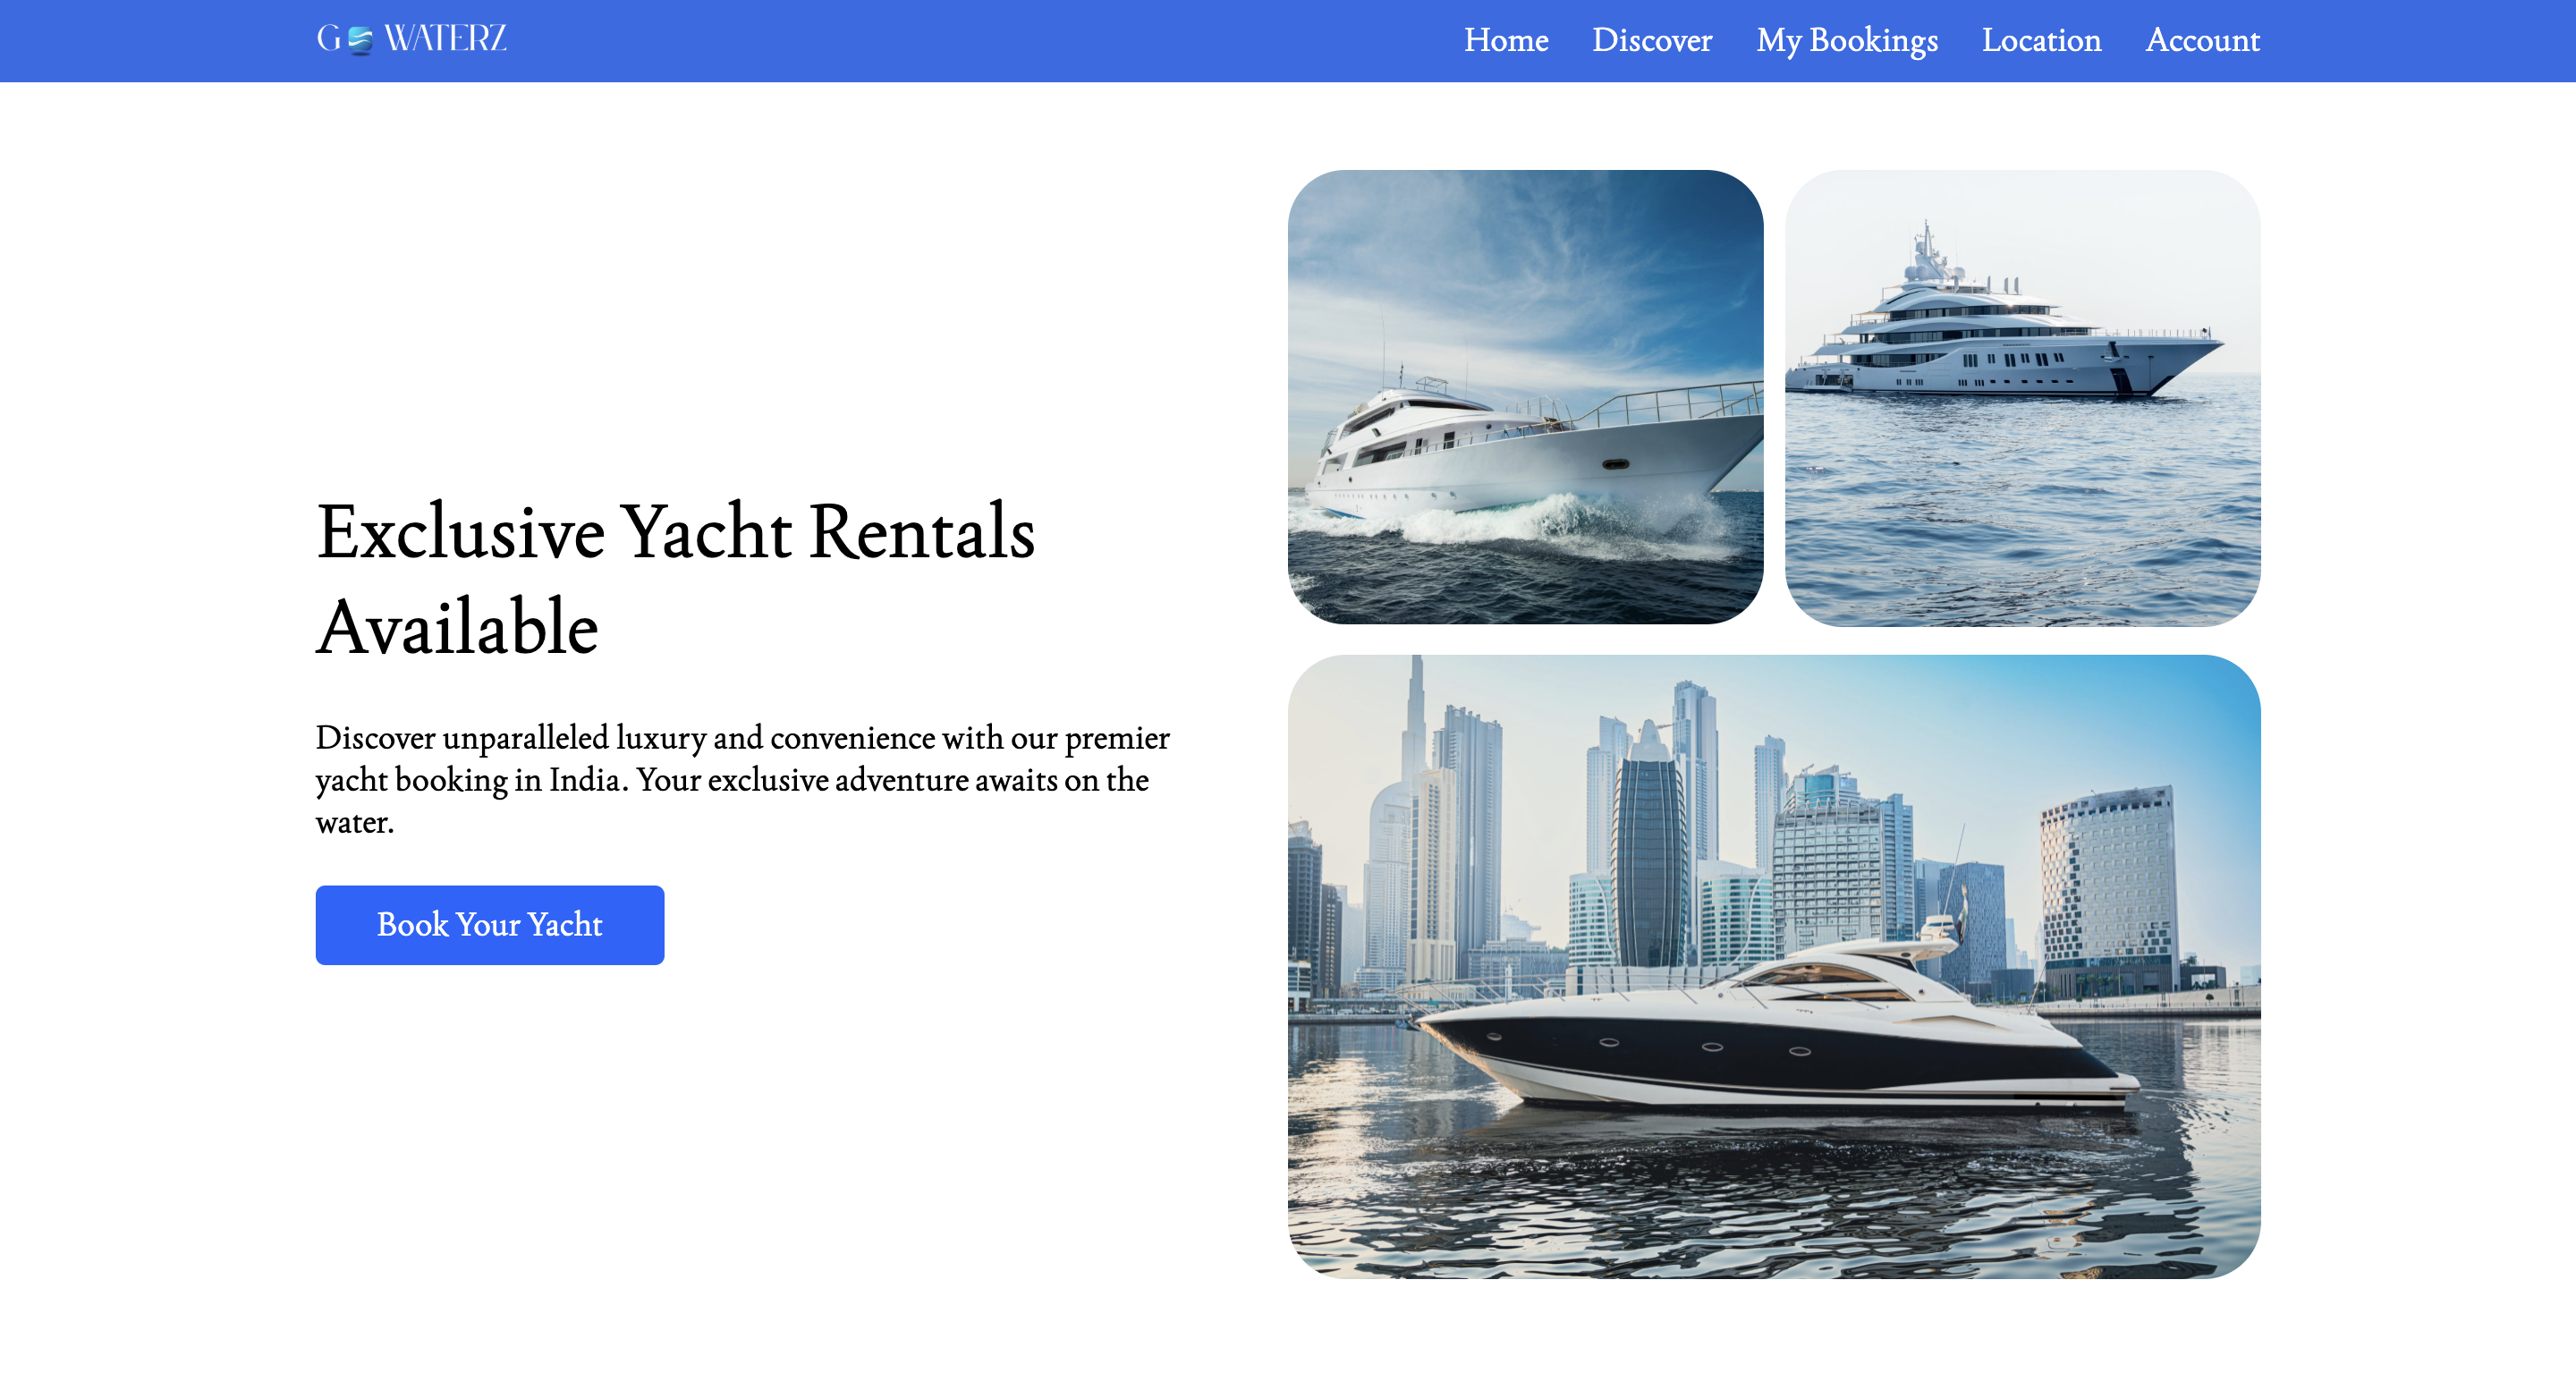 GO WATERZ
Home Discover My Bookings Location Account
Exclusive Yacht Rentals
Available
Discover unparalleled luxury and convenience with our premier
yacht booking in India. Your exclusive adventure awaits on the
water.
Book Your Yacht